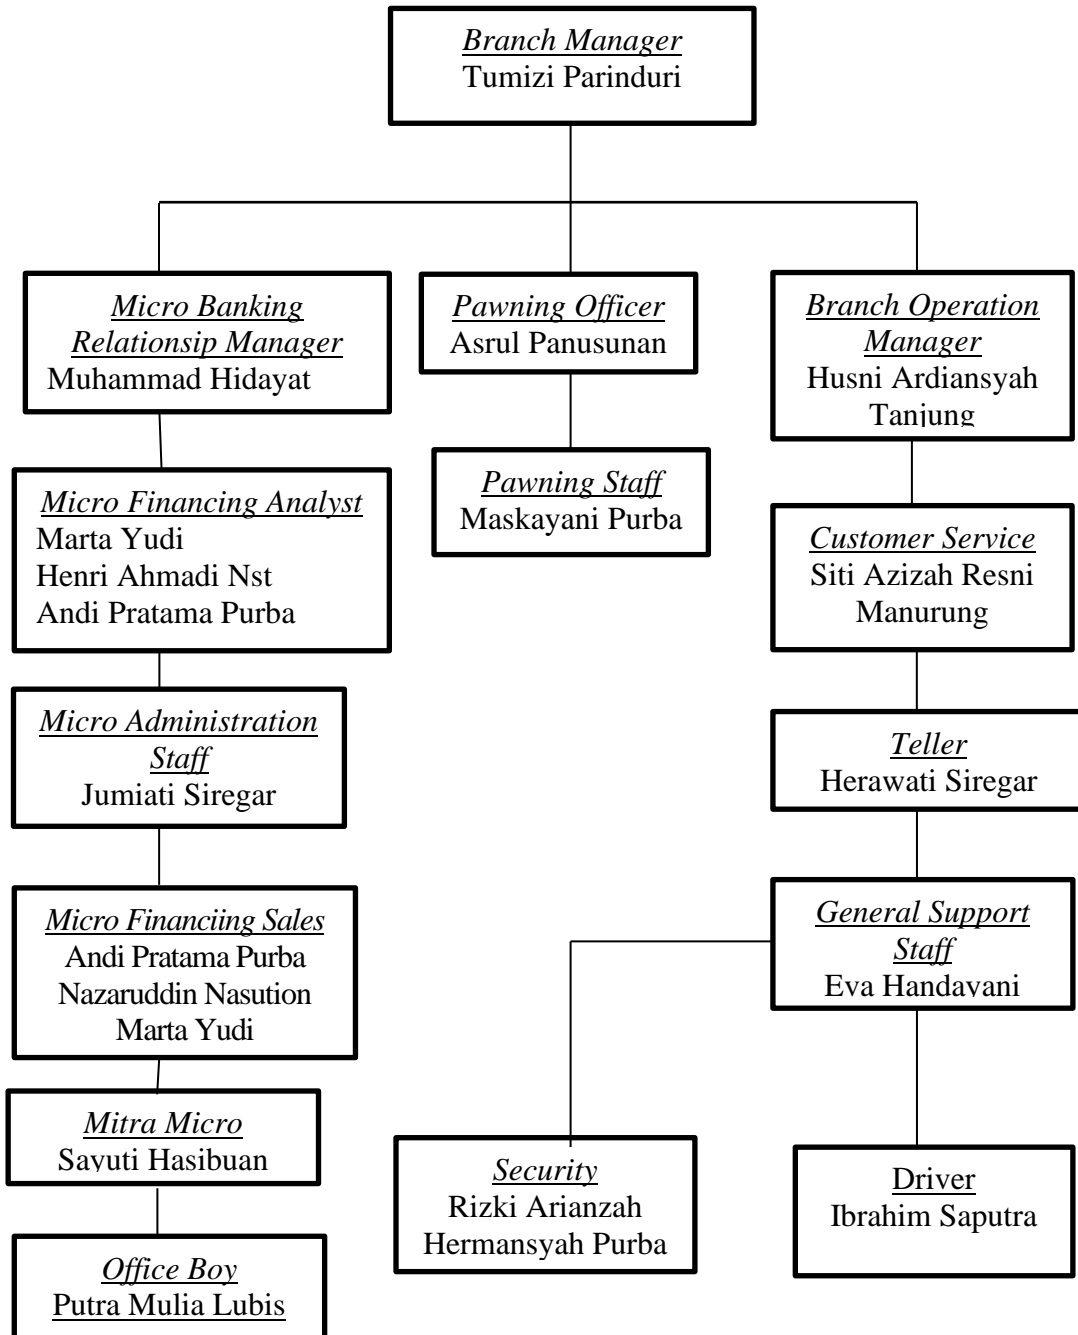 Branch Manager
Tumizi Parinduri
Micro Banking
Relationsip Manager
Muhammad Hidayat
Pawning Officer
Asrul Panusunan
Branch Operation
Manager
Husni Ardiansyah
Tanjung
Micro Financing Analyst
Marta Yudi
Henri Ahmadi Nst
Andi Pratama Purba
Pawning Staff
Maskayani Purba
Customer Service
Siti Azizah Resni
Manurung
Micro Administration
Staff
Jumiati Siregar
Teller
Herawati Siregar
Micro Financiing Sales
Andi Pratama Purba
Nazaruddin Nasution
Marta Yudi
General Support
Staff
Eva Handayani
Mitra Micro
Sayuti Hasibuan
Security
Rizki Arianzah
Hermansyah Purba
Driver
Ibrahim Saputra
Office Boy
Putra Mulia Lubis